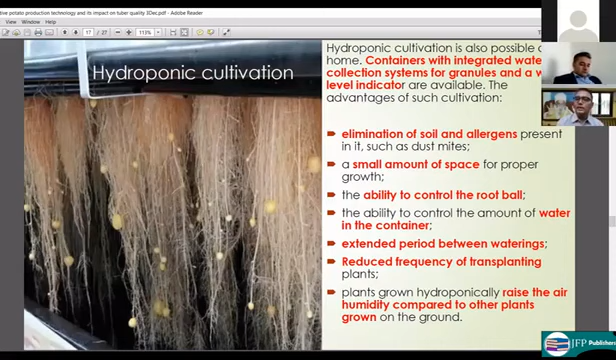 ive potato production technology and its impact on tuber quality 3Dec.pdf - Adobe Reader
17
113%
Hydroponic cultivation
Hydroponic cultivation is also possible
home. Containers with integrated
collection systems for granules and a
level indicator are available. The
advantages of such cultivation:
elimination of soil and allergens present
in it, such as dust mites;
a small amount of space for proper
growth;
the ability to control the root ball;
the ability to control the amount of water
in the container;
extended period between waterings;
Reduced frequency of transplanting
plants;
plants grown hydroponically raise the air
humidity compared to other plants
grown on the ground.
JFP Publishe